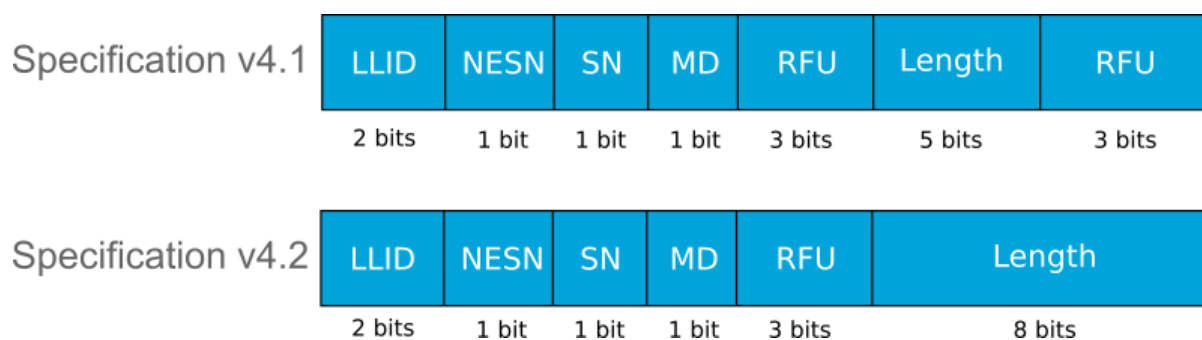 Specification v4.1 LLID NESN SN MD RFU Length RFU
2 bits 1 bit 1 bit 1 bit 3 bits 5 bits 3 bits
Specification v4.2 LLID NESN SN MD RFU Length
2 bits 1 bit 1 bit 1 bit 3 bits 8 bits